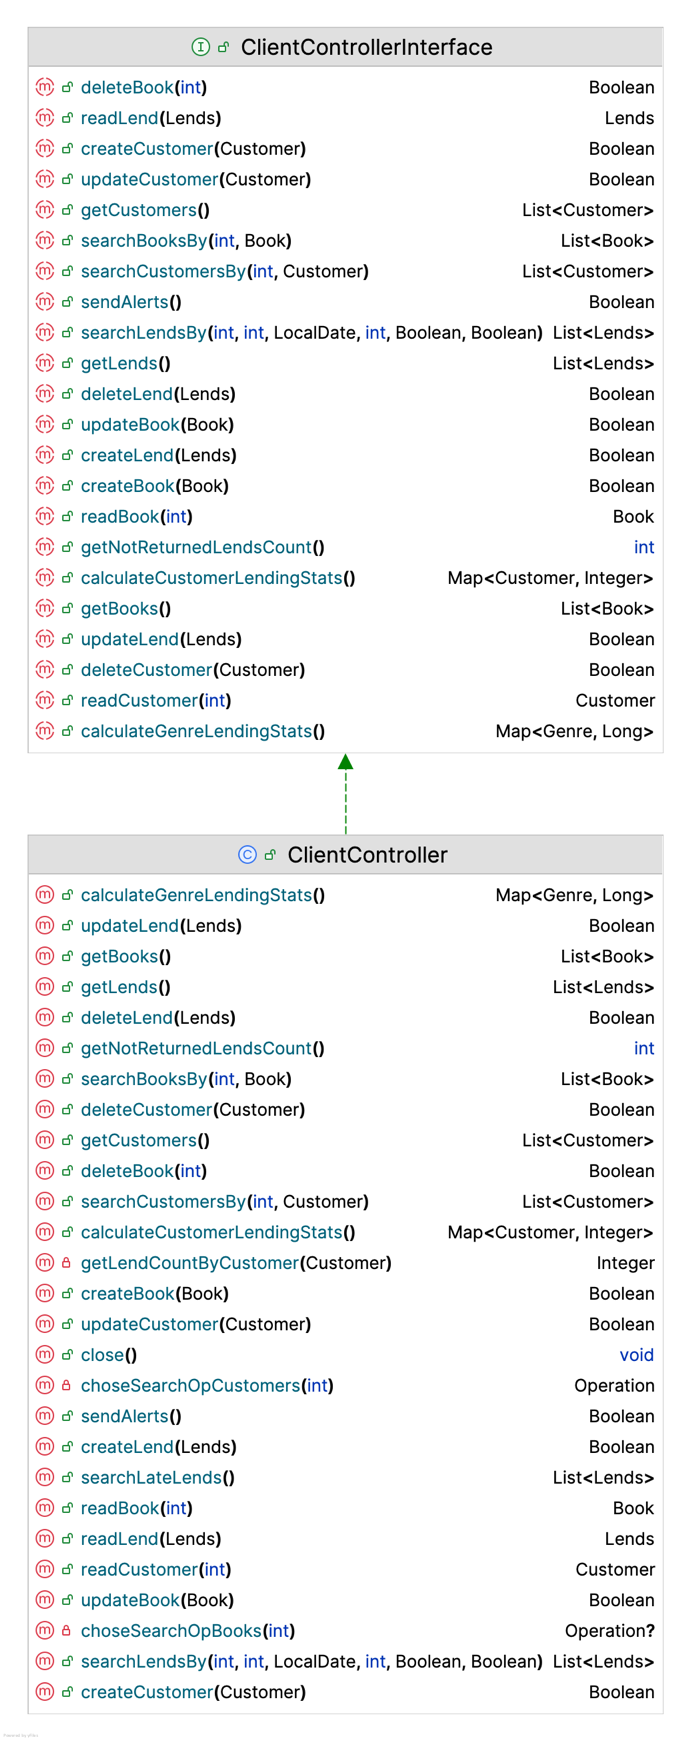 I ClientControllerInterface
m deleteBook(int) Boolean
m readLend(Lends) Lends
m createCustomer(Customer) Boolean
m updateCustomer(Customer) Boolean
m getCustomers() List<Customer>
m searchBooksBy(int, Book) List<Book>
m searchCustomersBy(int, Customer) List<Customer>
m sendAlerts() Boolean
m searchLendsBy(int, int, LocalDate, int, Boolean, Boolean) List<Lends>
m getLends() List<Lends>
m deleteLend(Lends) Boolean
m updateBook(Book) Boolean
m createLend(Lends) Boolean
m createBook(Book) Boolean
m readBook(int) Book
m getNotReturnedLendsCount() int
m calculateCustomerLendingStats() Map<Customer, Integer>
m getBooks() List<Book>
m updateLend(Lends) Boolean
m deleteCustomer(Customer) Boolean
m readCustomer(int) Customer
m calculateGenreLendingStats() Map<Genre, Long>
C ClientController
m calculateGenreLendingStats() Map<Genre, Long>
m updateLend(Lends) Boolean
m getBooks() List<Book>
m getLends() List<Lends>
m deleteLend(Lends) Boolean
m getNotReturnedLendsCount() int
m searchBooksBy(int, Book) List<Book>
m deleteCustomer(Customer) Boolean
m getCustomers() List<Customer>
m deleteBook(int) Boolean
m searchCustomersBy(int, Customer) List<Customer>
m calculateCustomerLendingStats() Map<Customer, Integer>
m getLendCountByCustomer(Customer) Integer
m createBook(Book) Boolean
m updateCustomer(Customer) Boolean
m close() void
m choseSearchOpCustomers(int) Operation
m sendAlerts() Boolean
m createLend(Lends) Boolean
m searchLateLends() List<Lends>
m readBook(int) Book
m readLend(Lends) Lends
m readCustomer(int) Customer
m updateBook(Book) Boolean
m choseSearchOpBooks(int) Operation?
m searchLendsBy(int, int, LocalDate, int, Boolean, Boolean) List<Lends>
m createCustomer(Customer) Boolean
Powered by yFiles